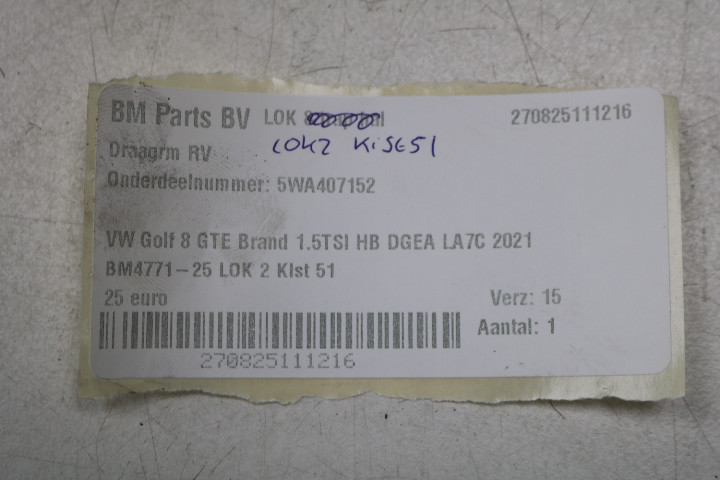 BM Parts BV LOK 270825111216
LOK2 KiSt51
Draagrm RV
Onderdeelnummer: 5WA407152
VW Golf 8 GTE Brand 1.5TSI HB DGEA LA7C 2021
BM4771-25 LOK 2 KIst 51
25 euro Verz: 15
Aantal: 1
270825111216